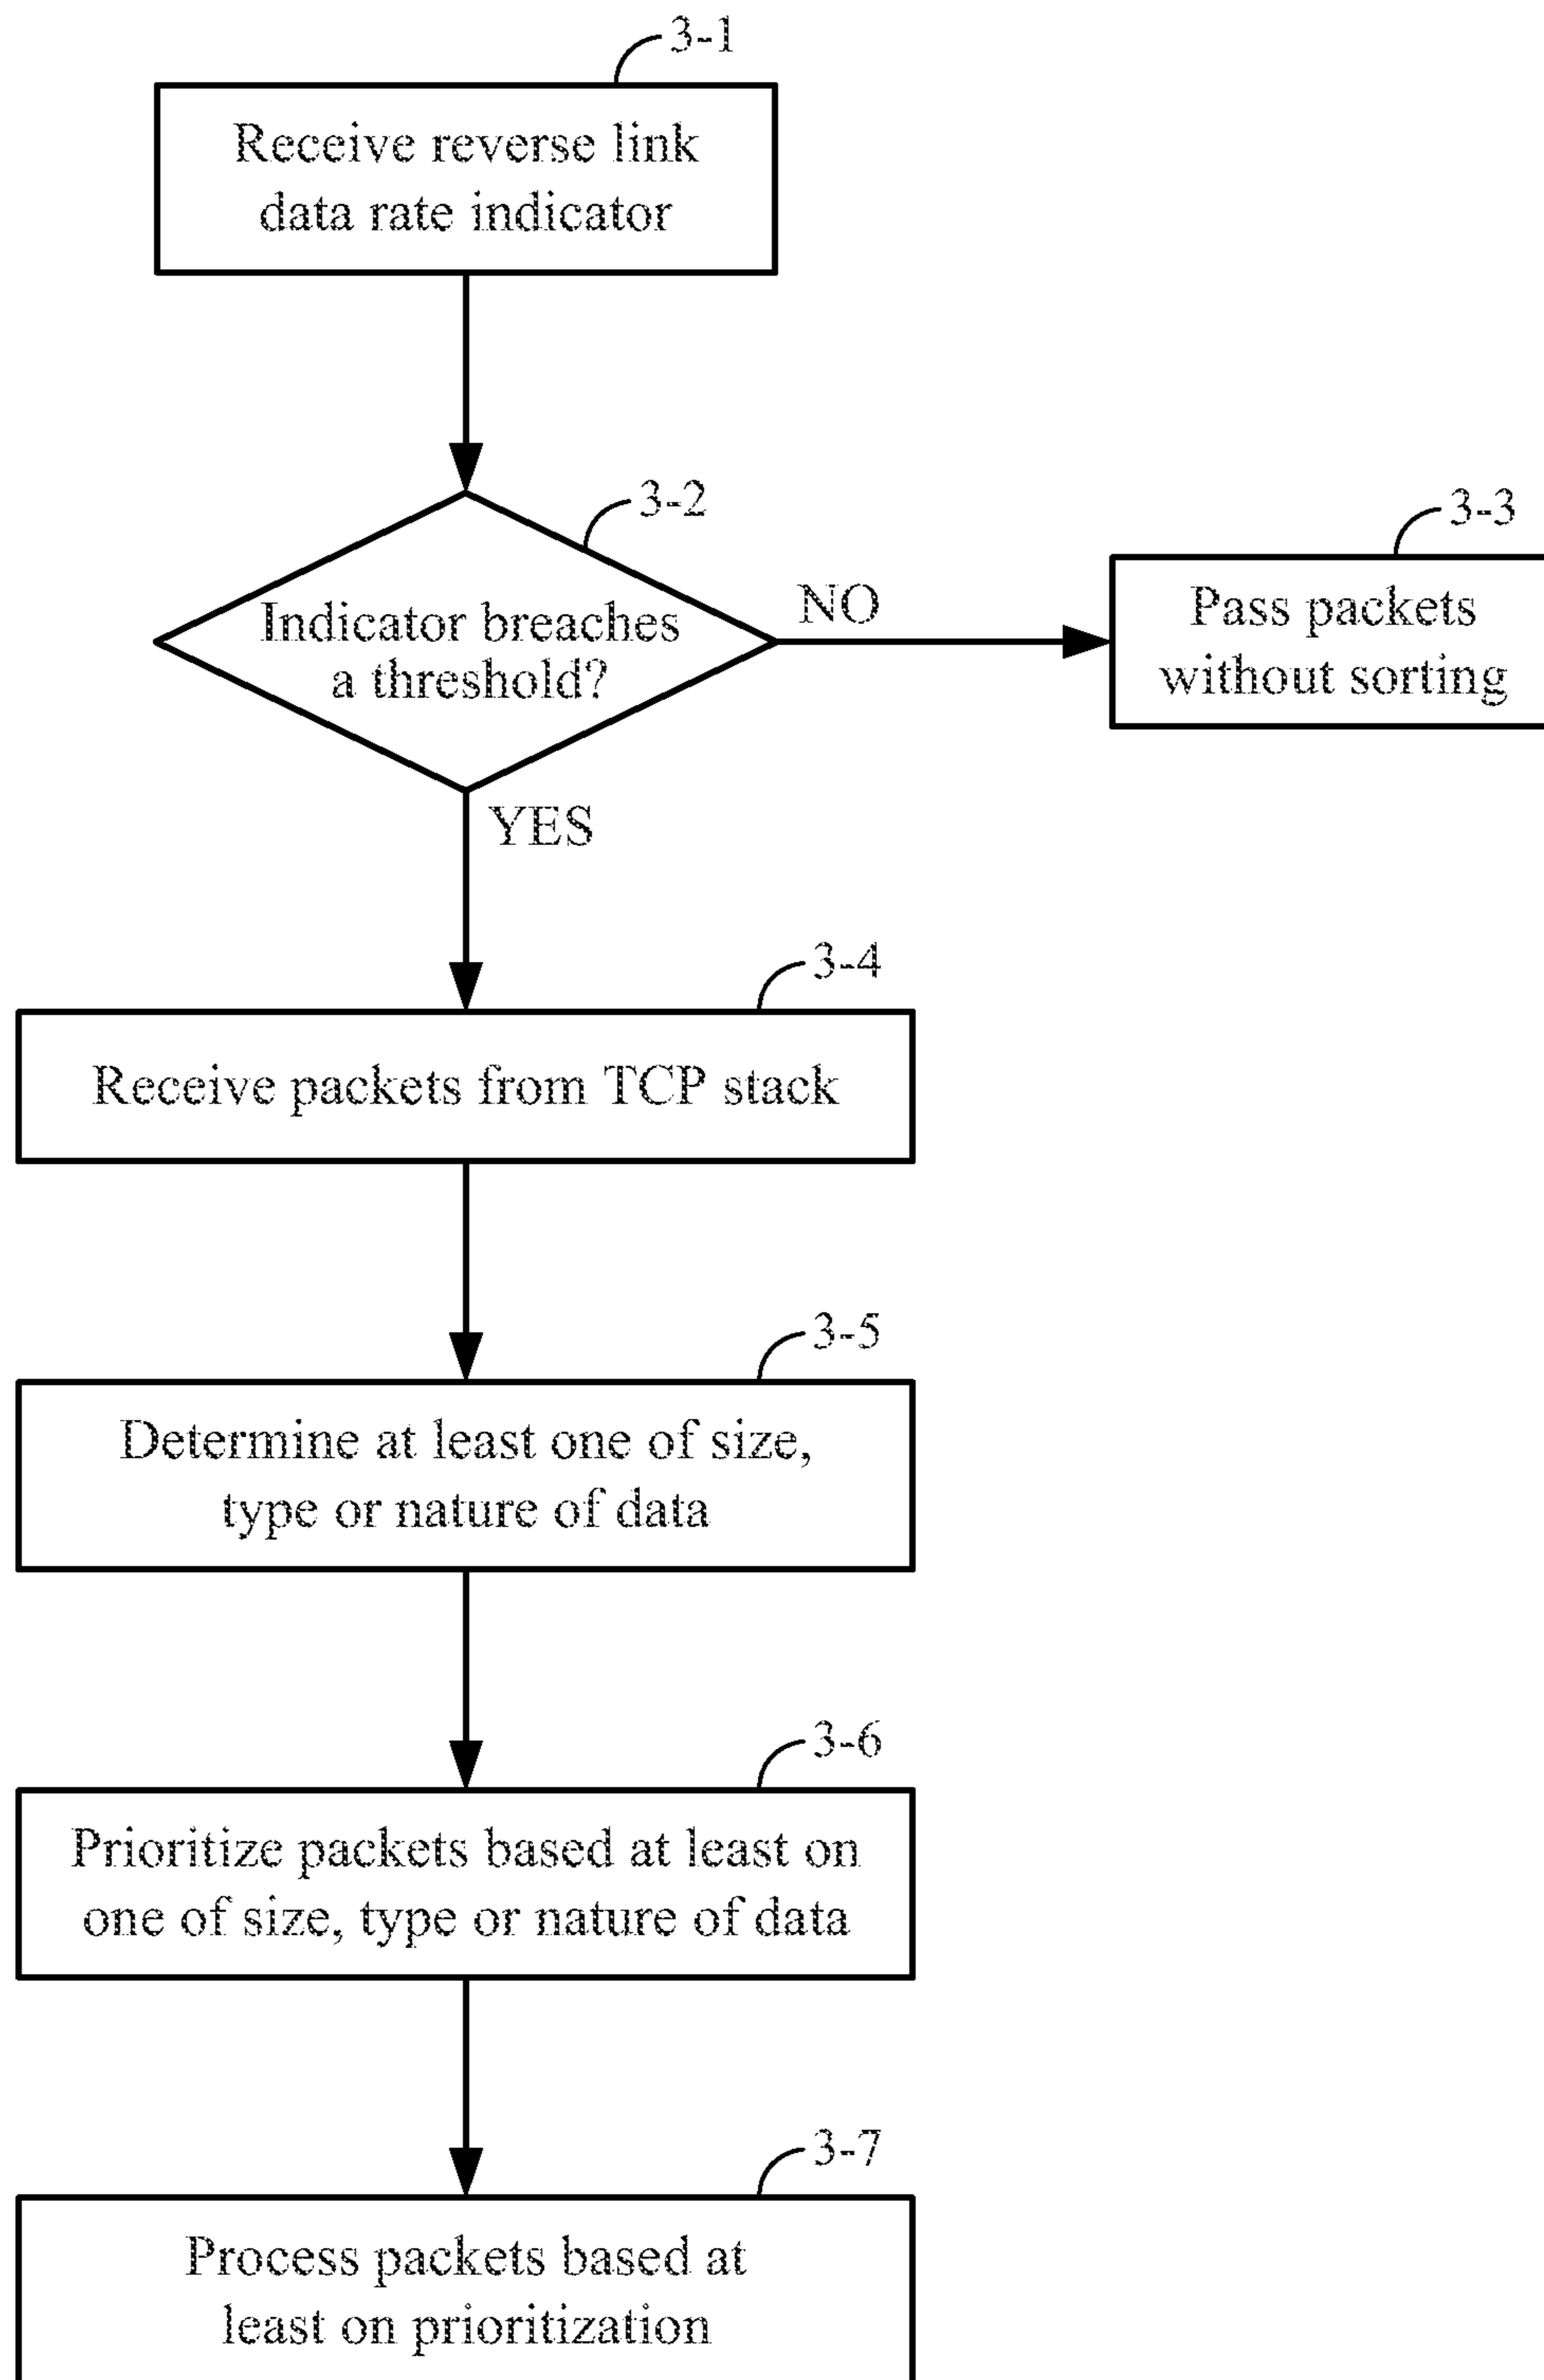 3-1
Receive reverse link
data rate indicator
3-2
Indicator breaches
a threshold?
NO
3-3
Pass packets
without sorting
YES
3-4
Receive packets from TCP stack
3-5
Determine at least one of size,
type or nature of data
3-6
Prioritize packets based at least on
one of size, type or nature of data
3-7
Process packets based at
least on prioritization